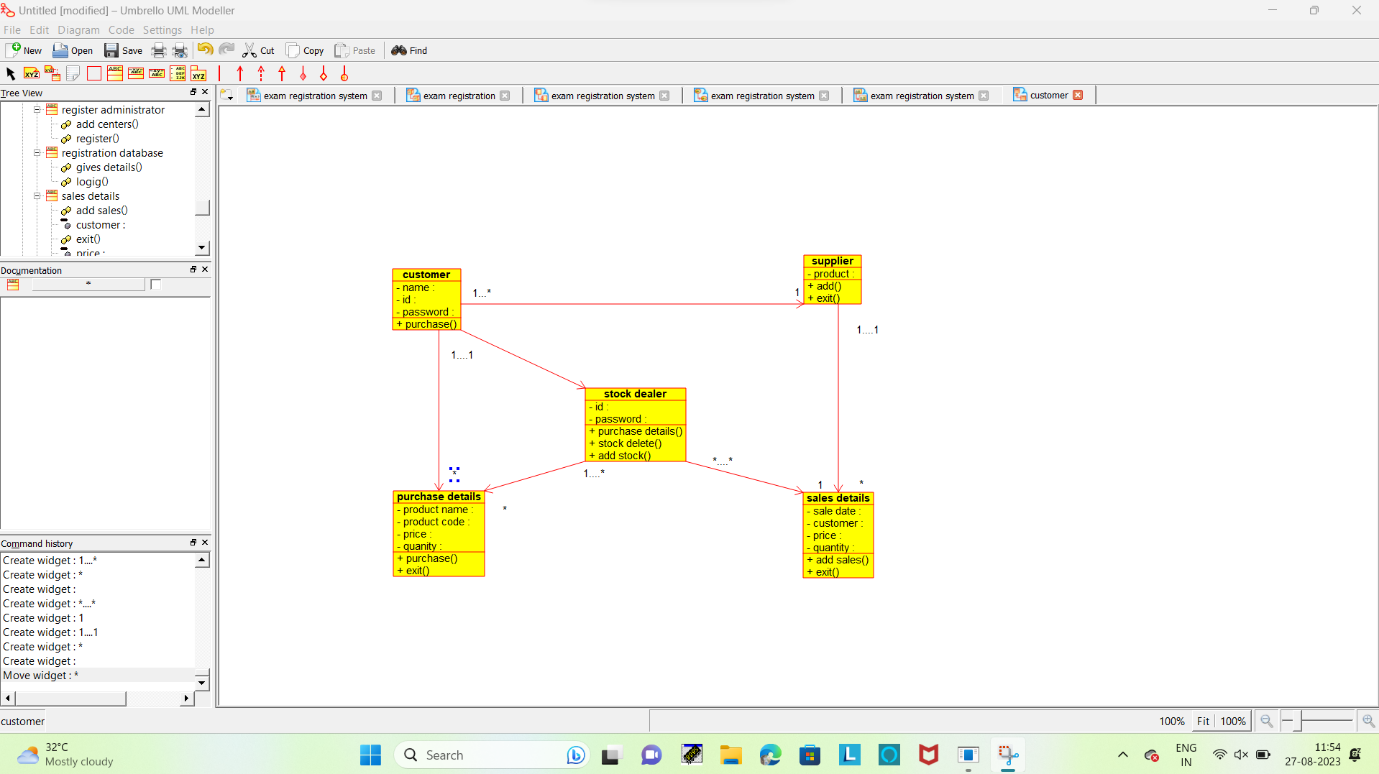 Untitled [modified] – Umbrello UML Modeller
File Edit Diagram Code Settings Help
New Open Save Cut Copy Paste Find
Tree View
exam registration system
exam registration
exam registration system
exam registration system
exam registration system
customer
register administrator
add centers()
register()
registration database
gives details()
logig()
sales details
add sales()
customer :
exit()
price :
Documentation
*
Command history
Create widget : 1....*
Create widget : *
Create widget :
Create widget : *....*
Create widget : 1
Create widget : 1....1
Create widget : *
Create widget :
Move widget : *
customer
- name :
- id :
- password :
+ purchase()
1...*
1
supplier
- product :
+ add()
+ exit()
1....1
1....1
stock dealer
- id :
- password :
+ purchase details()
+ stock delete()
+ add stock()
1....*
*....*
*
purchase details
- product name :
- product code :
- price :
- quanity :
+ purchase()
+ exit()
*
1
*
sales details
- sale date :
- customer :
- price :
- quantity :
+ add sales()
+ exit()
customer
100% Fit 100%
32°C
Mostly cloudy
Search
ENG
IN
11:54
27-08-2023